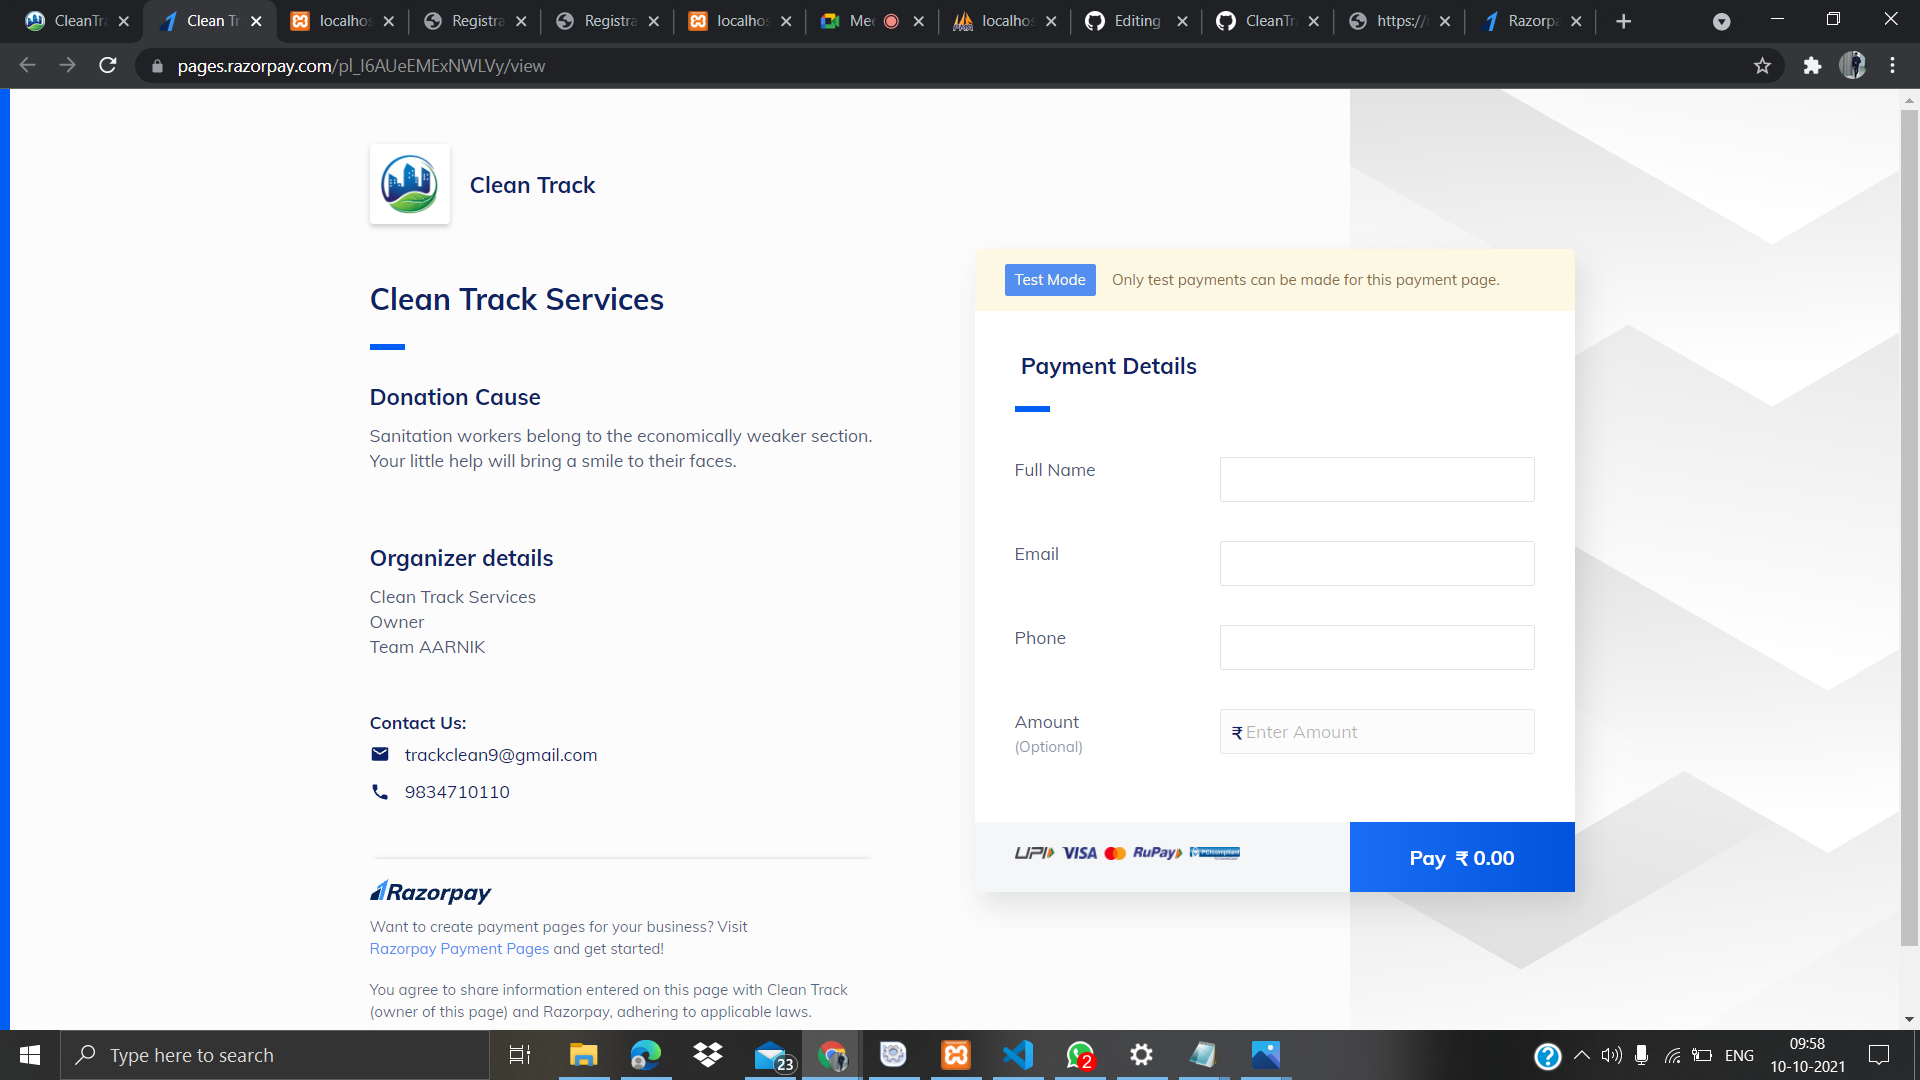 CleanTra
Clean Tr
localhos
Registra
Registra
localhos
Mee
localhos
Editing
CleanTra
https://r
Razorpa
pages.razorpay.com/pl_I6AUeEMExNWLVy/view
Clean Track
Clean Track Services
Donation Cause
Sanitation workers belong to the economically weaker section.
Your little help will bring a smile to their faces.
Organizer details
Clean Track Services
Owner
Team AARNIK
Contact Us:
trackclean9@gmail.com
9834710110
Razorpay
Want to create payment pages for your business? Visit
Razorpay Payment Pages and get started!
You agree to share information entered on this page with Clean Track
(owner of this page) and Razorpay, adhering to applicable laws.
Test Mode Only test payments can be made for this payment page.
Payment Details
Full Name
Email
Phone
Amount
(Optional)
₹ Enter Amount
UPI VISA RuPay PCI compliant
Pay ₹ 0.00
Type here to search
23
2
ENG
09:58
10-10-2021